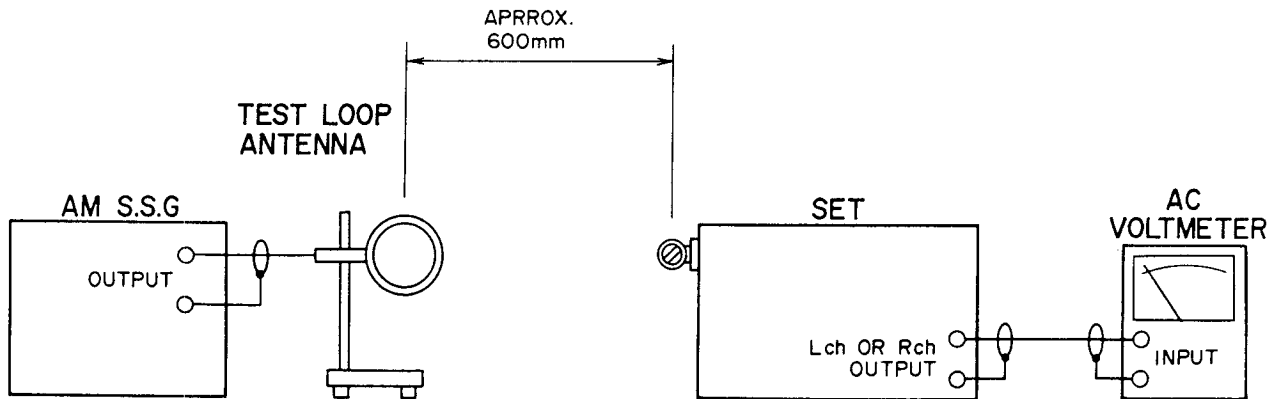 APRROX.
600mm
TEST LOOP
ANTENNA
AM S.S.G
OUTPUT
SET
Lch OR Rch
OUTPUT
AC
VOLTMETER
INPUT